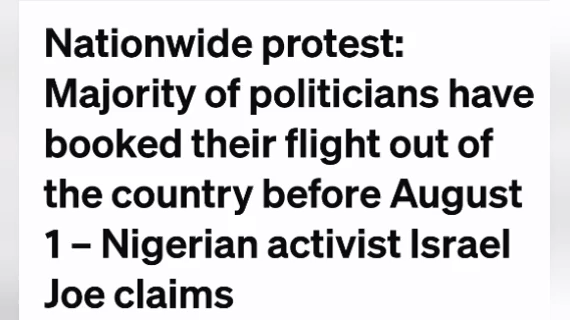 Nationwide protest:
Majority of politicians have
booked their flight out of
the country before August
1 – Nigerian activist Israel
Joe claims